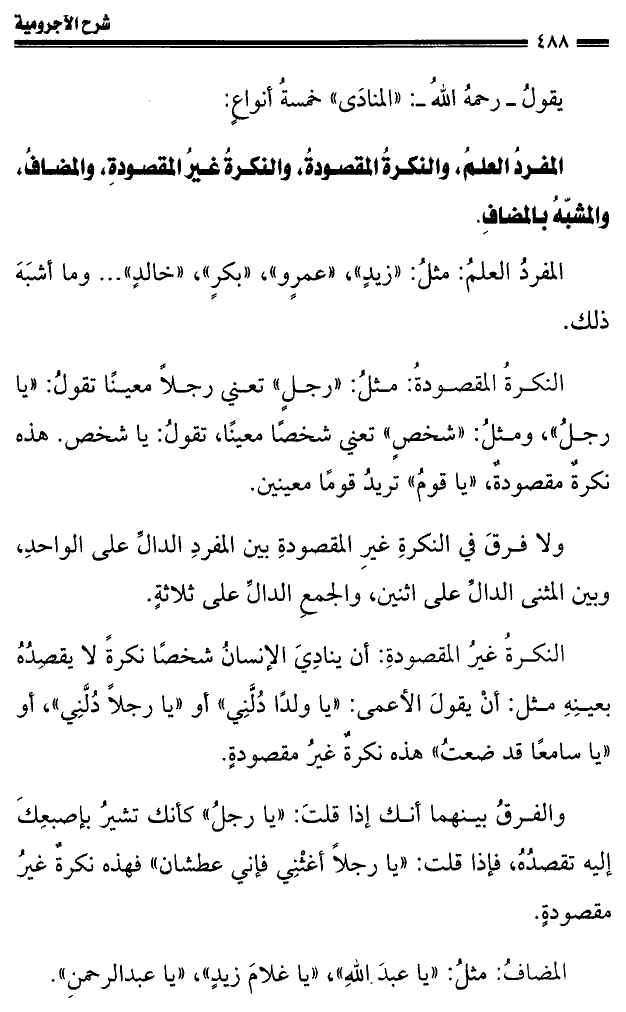 شرح الآجرومية
٤٨٨
يقولُ ـ رحمهُ اللهُ ـ: «المنادَى» خمسةُ أنواعٍ:
المفردُ العلمُ، والنكرةُ المقصودةُ، والنكرةُ غيرُ المقصودةِ، والمضافُ،
والمشبّهُ بالمضافِ.
المفردُ العلمُ: مثلُ: «زيدٍ»، «عمرٍو»، «بكرٍ»، «خالدٍ»... وما أشبَهَ
ذلك.
النكرةُ المقصودةُ: مثلُ: «رجلٍ» تعني رجلاً معينًا تقولُ: «يا
رجلُ»، ومثلُ: «شخصٍ» تعني شخصًا معينًا، تقولُ: يا شخص. هذه
نكرةٌ مقصودةٌ، «يا قومُ» تريدُ قومًا معينين.
ولا فرقَ في النكرةِ غيرِ المقصودةِ بين المفردِ الدالِّ على الواحدِ،
وبين المثنى الدالِّ على اثنين، والجمعِ الدالِّ على ثلاثةٍ.
النكرةُ غيرُ المقصودةِ: أن يناديَ الإنسانُ شخصًا نكرةً لا يقصدُهُ
بعينِهِ مثل: أنْ يقولَ الأعمى: «يا ولدًا دُلَّنِي» أو «يا رجلاً دُلَّنِي»، أو
«يا سامعًا قد ضعتُ» هذه نكرةٌ غيرُ مقصودةٍ.
والفرقُ بينهما أنك إذا قلتَ: «يا رجلُ» كأنك تشيرُ بإصبعِكَ
إليه تقصدُهُ، فإذا قلت: «يا رجلاً أغثْنِي فإني عطشان» فهذه نكرةٌ غيرُ
مقصودةٍ.
المضافُ: مثلُ: «يا عبدَ اللهِ»، «يا غلامَ زيدٍ»، «يا عبدالرحمنِ».